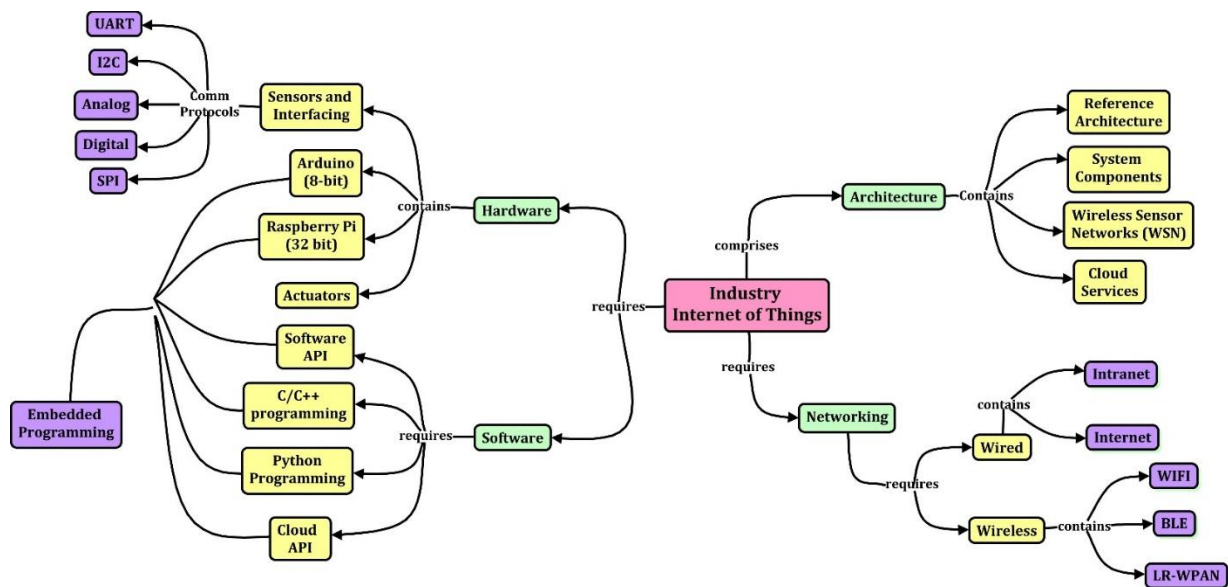 UART
I2C
Analog
Digital
SPI
Comm
Protocols
Sensors and
Interfacing
Arduino
(8-bit)
Raspberry Pi
(32 bit)
Actuators
contains
Hardware
Software
API
C/C++
programming
Python
Programming
Cloud
API
requires
Software
Embedded
Programming
requires
Industry
Internet of Things
comprises
Architecture
Contains
Reference
Architecture
System
Components
Wireless Sensor
Networks (WSN)
Cloud
Services
requires
Networking
requires
Wired
contains
Intranet
Internet
Wireless
contains
WIFI
BLE
LR-WPAN